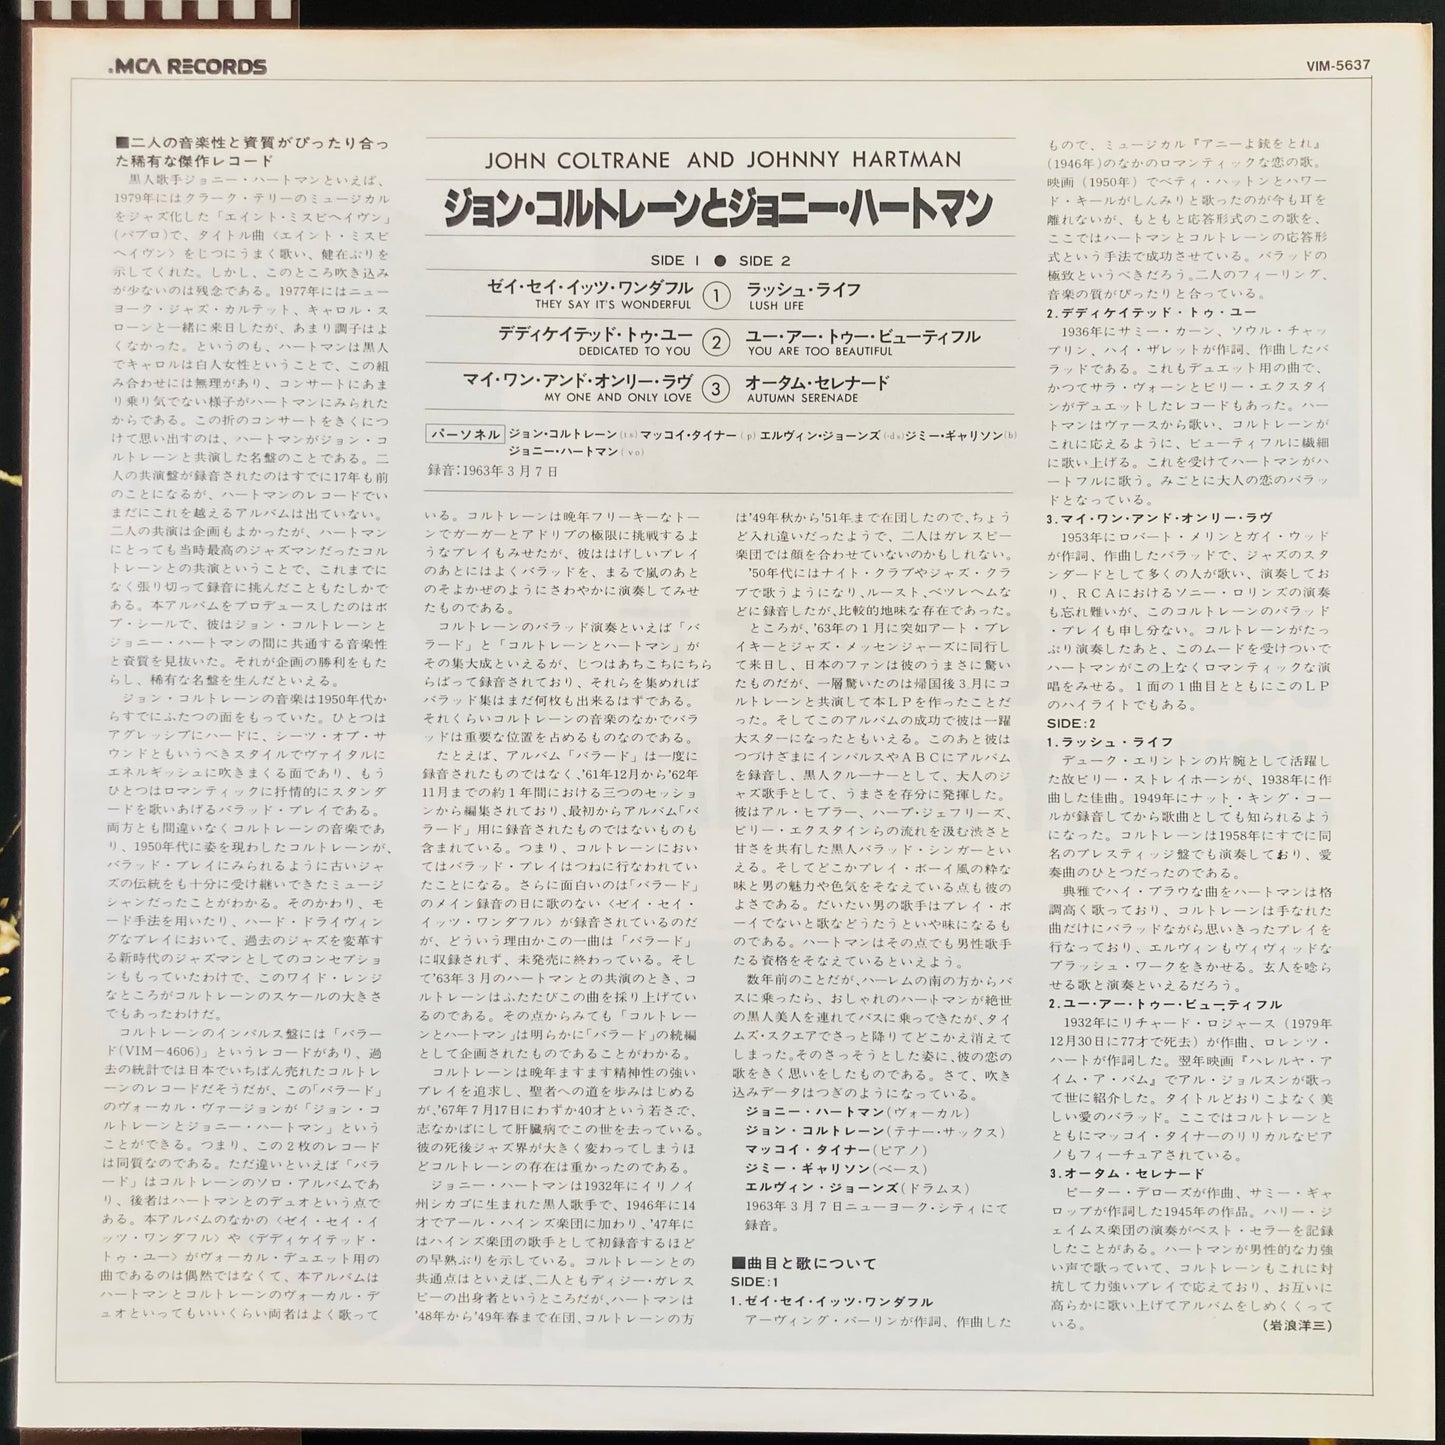 .MCA RECORDS
VIM-5637
■二人の音楽性と資質がぴったり合っ
た稀有な傑作レコード
黒人歌手ジョニー・ハートマンといえば、
1979年にはクラーク・テリーのミュージカル
をジャズ化した「エイント・ミスビヘイヴン」
(パブロ)で、タイトル曲〈エイント・ミスビ
ヘイヴン〉をじつにうまく歌い、健在ぶりを
示してくれた。しかし、このところ吹き込み
が少ないのは残念である。1977年にはニュー
ヨーク・ジャズ・カルテット、キャロル・ス
ローンと一緒に来日したが、あまり調子はよ
くなかった。というのも、ハートマンは黒人
でキャロルは白人女性ということで、この組
み合わせには無理があり、コンサートにあま
り乗り気でない様子がハートマンにみられた
からである。この折のコンサートをきくにつ
けて思い出すのは、ハートマンがジョン・コ
ルトレーンと共演した名盤のことである。二
人の共演盤が録音されたのはすでに17年も前
のことになるが、ハートマンのレコードでい
まだにこれを越えるアルバムは出ていない。
二人の共演は企画もよかったが、ハートマン
にとっても当時最高のジャズマンだったコル
トレーンとの共演ということで、これまでに
なく張り切って録音に挑んだこともたしかで
ある。本アルバムをプロデュースしたのはボ
ブ・シールで、彼はジョン・コルトレーンと
ジョニー・ハートマンの間に共通する音楽性
と資質を見抜いた。それが企画の勝利をもた
らし、稀有な名盤を生んだといえる。
ジョン・コルトレーンの音楽は1950年代か
らすでにふたつの面をもっていた。ひとつは
アグレッシブにハードに、シーツ・オブ・サ
ウンドともいうべきスタイルでヴァイタルに
エネルギッシュに吹きまくる面であり、もう
ひとつはロマンティックに抒情的にスタンダ
ードを歌いあげるバラッド・プレイである。
両方とも間違いなくコルトレーンの音楽であ
り、1950年代に姿を現わしたコルトレーンが、
バラッド・プレイにみられるように古いジャ
ズの伝統をも十分に受け継いできたミュージ
シャンだったことがわかる。そのかわり、モ
ード手法を用いたり、ハード・ドライヴィン
グなプレイにおいて、過去のジャズを変革す
る新時代のジャズマンとしてのコンセプショ
ンももっていたわけで、このワイド・レンジ
なところがコルトレーンのスケールの大きさ
でもあったわけだ。
コルトレーンのインパルス盤には「バラー
ド(VIM-4606)」というレコードがあり、過
去の統計では日本でいちばん売れたコルトレ
ーンのレコードだそうだが、この「バラード」
のヴォーカル・ヴァージョンが「ジョン・コ
ルトレーンとジョニー・ハートマン」という
ことができる。つまり、この2枚のレコード
は同質なのである。ただ違いといえば「バラ
ード」はコルトレーンのソロ・アルバムであ
り、後者はハートマンとのデュオという点で
ある。本アルバムのなかの〈ゼイ・セイ・イ
ッツ・ワンダフル〉や〈デディケイテッド・
トゥ・ユー〉がヴォーカル・デュエット用の
曲であるのは偶然ではなくて、本アルバムは
ハートマンとコルトレーンのヴォーカル・デ
ュオといってもいいくらい両者はよく歌って
JOHN COLTRANE AND JOHNNY HARTMAN
ジョン・コルトレーンとジョニー・ハートマン
SIDE 1 ● SIDE 2
ゼイ・セイ・イッツ・ワンダフル ① ラッシュ・ライフ
THEY SAY IT'S WONDERFUL LUSH LIFE
デディケイテッド・トゥ・ユー ② ユー・アー・トゥー・ビューティフル
DEDICATED TO YOU YOU ARE TOO BEAUTIFUL
マイ・ワン・アンド・オンリー・ラヴ ③ オータム・セレナード
MY ONE AND ONLY LOVE AUTUMN SERENADE
パーソネル ジョン・コルトレーン(ts)マッコイ・タイナー(p)エルヴィン・ジョーンズ(ds)ジミー・ギャリソン(b)
ジョニー・ハートマン(vo)
録音:1963年3月7日
いる。コルトレーンは晩年フリーキーなトー
ンでガーガーとアドリブの極限に挑戦するよ
うなプレイもみせたが、彼ははげしいプレイ
のあとにはよくバラッドを、まるで嵐のあと
のそよかぜのようにさわやかに演奏してみせ
たものである。
コルトレーンのバラッド演奏といえば「バ
ラード」と「コルトレーンとハートマン」が
その集大成といえるが、じつはあちこちにちら
らばって録音されており、それらを集めれば
バラッド集はまだ何枚も出来るはずである。
それくらいコルトレーンの音楽のなかでバラ
ッドは重要な位置を占めるものなのである。
たとえば、アルバム「バラード」は一度に
録音されたものではなく、'61年12月から'62年
11月までの約1年間における三つのセッショ
ンから編集されており、最初からアルバム「バ
ラード」用に録音されたものではないものも
含まれている。つまり、コルトレーンにおい
てはバラッド・プレイはつねに行なわれてい
たことになる。さらに面白いのは「バラード」
のメイン録音の日に歌のない〈ゼイ・セイ・
イッツ・ワンダフル〉が録音されているのだ
が、どういう理由かこの一曲は「バラード」
に収録されず、未発売に終わっている。そし
て'63年3月のハートマンとの共演のとき、コ
ルトレーンはふたたびこの曲を採り上げてい
るのである。その点からみても「コルトレー
ンとハートマン」は明らかに「バラード」の続編
として企画されたものであることがわかる。
コルトレーンは晩年ますます精神性の強い
プレイを追求し、聖者への道を歩みはじめる
が、'67年7月17日にわずか40才という若さで、
志なかばにして肝臓病でこの世を去っている。
彼の死後ジャズ界が大きく変わってしまうほ
どコルトレーンの存在は重かったのである。
ジョニー・ハートマンは1932年にイリノイ
州シカゴに生まれた黒人歌手で、1946年に14
才でアール・ハインズ楽団に加わり、'47年に
はハインズ楽団の歌手として初録音するほど
の早熟ぶりを示している。コルトレーンとの
共通点はといえば、二人ともディジー・ガレス
ピーの出身者というところだが、ハートマンは
'48年から'49年春まで在団、コルトレーンの方
は'49年秋から'51年まで在団したので、ちょう
ど入れ違いだったようで、二人はガレスピー
楽団では顔を合わせていないのかもしれない。
'50年代にはナイト・クラブやジャズ・クラ
ブで歌うようになり、ルースト、ベツレヘムな
どに録音したが、比較的地味な存在であった。
ところが、'63年の1月に突如アート・ブレ
イキーとジャズ・メッセンジャーズに同行し
て来日し、日本のファンは彼のうまさに驚い
たものだが、一層驚いたのは帰国後3月にコ
ルトレーンと共演して本LPを作ったことだ
った。そしてこのアルバムの成功で彼は一躍
大スターになったともいえる。このあと彼は
つづけざまにインパルスやABCにアルバム
を録音し、黒人クルーナーとして、大人のジ
ャズ歌手として、うまさを存分に発揮した。
彼はアル・ヒブラー、ハーブ・ジェフリーズ、
ビリー・エクスタインらの流れを汲む渋さと
甘さを共有した黒人バラッド・シンガーとい
える。そしてどこかプレイ・ボーイ風の粋な
味と男の魅力や色気をそなえている点も彼の
よさである。だいたい男の歌手はプレイ・ボ
ーイでないと歌などうたうといや味になるも
のである。ハートマンはその点でも男性歌手
たる資格をそなえているといえよう。
数年前のことだが、ハーレムの南の方からバ
スに乗ったら、おしゃれのハートマンが絶世
の黒人美人を連れてバスに乗ってきたが、タイ
ムズ・スクエアでさっと降りてどこかえ消えて
しまった。そのさっそうとした姿に、彼の恋の
歌をきく思いをしたものである。さて、吹き
込みデータはつぎのようになっている。
ジョニー・ハートマン(ヴォーカル)
ジョン・コルトレーン(テナー・サックス)
マッコイ・タイナー(ピアノ)
ジミー・ギャリソン(ベース)
エルヴィン・ジョーンズ(ドラムス)
1963年3月7日ニューヨーク・シティにて
録音。
■曲目と歌について
SIDE:1
1.ゼイ・セイ・イッツ・ワンダフル
アーヴィング・バーリンが作詞、作曲した
もので、ミュージカル『アニーよ銃をとれ』
(1946年)のなかのロマンティックな恋の歌。
映画(1950年)でベティ・ハットンとハワー
ド・キールがしんみりと歌ったのが今も耳を
離れないが、もともと応答形式のこの歌を、
ここではハートマンとコルトレーンの応答形
式という手法で成功させている。バラッドの
極致というべきだろう。二人のフィーリング、
音楽の質がぴったりと合っている。
2.デディケイテッド・トゥ・ユー
1936年にサミー・カーン、ソウル・チャッ
プリン、ハイ・ザレットが作詞、作曲したバ
ラッドである。これもデュエット用の曲で、
かつてサラ・ヴォーンとビリー・エクスタイ
ンがデュエットしたレコードもあった。ハー
トマンはヴァースから歌い、コルトレーンが
これに応えるように、ビューティフルに繊細
に歌い上げる。これを受けてハートマンがハ
ートフルに歌う。みごとに大人の恋のバラッ
ドとなっている。
3.マイ・ワン・アンド・オンリー・ラヴ
1953年にロバート・メリンとガイ・ウッド
が作詞、作曲したバラッドで、ジャズのスタ
ンダードとして多くの人が歌い、演奏してお
り、RCAにおけるソニー・ロリンズの演奏
も忘れ難いが、このコルトレーンのバラッド
・プレイも申し分ない。コルトレーンがたっ
ぷり演奏したあと、このムードを受けついで
ハートマンがこの上なくロマンティックな演
唱をみせる。1面の1曲目とともにこのLP
のハイライトでもある。
SIDE:2
1.ラッシュ・ライフ
デューク・エリントンの片腕として活躍し
た故ビリー・ストレイホーンが、1938年に作
曲した佳曲。1949年にナット・キング・コー
ルが録音してから歌曲としても知られるよう
になった。コルトレーンは1958年にすでに同
名のプレスティッジ盤でも演奏しており、愛
奏曲のひとつだったのである。
典雅でハイ・ブラウな曲をハートマンは格
調高く歌っており、コルトレーンは手なれた
曲だけにバラッドながら思いきったプレイを
行なっており、エルヴィンもヴィヴィッドな
ブラッシュ・ワークをきかせる。玄人を唸ら
せる歌と演奏といえるだろう。
2.ユー・アー・トゥー・ビューティフル
1932年にリチャード・ロジャース(1979年
12月30日に77才で死去)が作曲、ロレンツ・
ハートが作詞した。翌年映画『ハレルヤ・ア
イム・ア・バム』でアル・ジョルスンが歌っ
て世に紹介した。タイトルどおりこよなく美
しい愛のバラッド。ここではコルトレーンと
ともにマッコイ・タイナーのリリカルなピア
ノもフィーチュアされている。
3.オータム・セレナード
ピーター・デローズが作曲、サミー・ギャ
ロップが作詞した1945年の作品。ハリー・ジ
ェイムス楽団の演奏がベスト・セラーを記録
したことがある。ハートマンが男性的な力強
い声で歌っていて、コルトレーンもこれに対
抗して力強いプレイで応えており、お互いに
高らかに歌い上げてアルバムをしめくくって
いる。 (岩浪洋三)